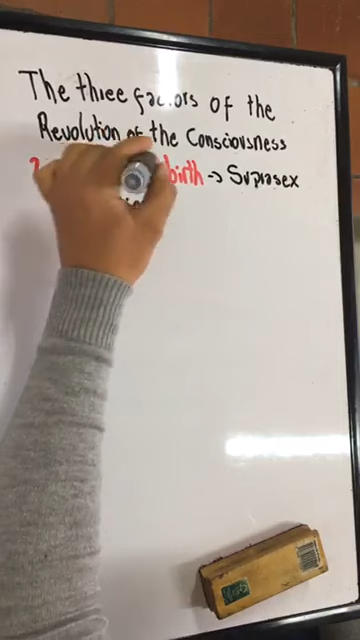 The three factors of the
Revolution of the Consciousness
birth → Suprasex